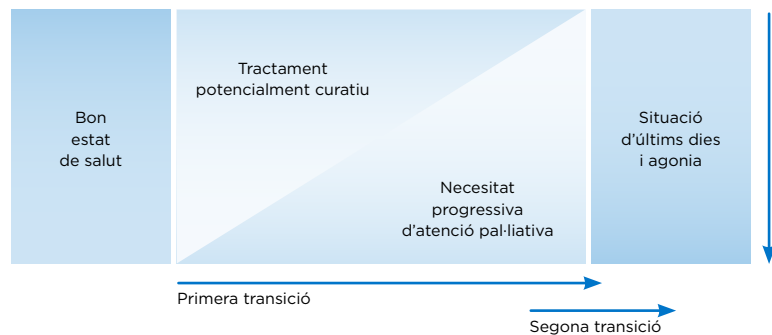 Bon
estat
de salut
Tractament
potencialment curatiu
Necesitat
progressiva
d'atenció pal·liativa
Situació
d'últims dies
i agonia
Primera transició
Segona transició